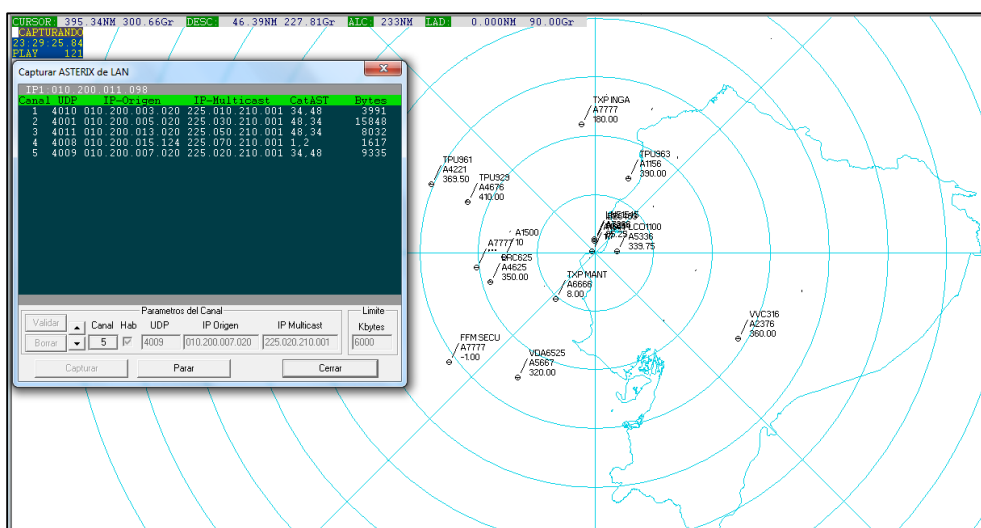 CURSOR: 395.34NM 300.66Gr DESC: 46.39NM 227.81Gr ALC: 233NM LAD: 0.000NM 90.00Gr
CAPTURANDO
23:29:25.84
PLAY 121
Capturar ASTERIX de LAN
IP1:010.200.011.098
Canal UDP IP-Origen IP-Multicast CatAST Bytes
1 4010 010.200.003.020 225.010.210.001 34,48 3991
2 4001 010.200.005.020 225.030.210.001 48,34 15848
3 4011 010.200.013.020 225.050.210.001 48,34 8032
4 4008 010.200.015.124 225.070.210.001 1,2 1617
5 4009 010.200.007.020 225.020.210.001 34,48 9335
Parametros del Canal
Limite
Validar
Canal Hab UDP IP Origen IP Multicast
Kbytes
Borrar
5 4009 010.200.007.020 225.020.210.001
6000
Capturar Parar Cerrar
TXP INGA
A7777
180.00
TPU963
A1156
390.00
TPU961
A4221
369.50
TPU929
A4676
410.00
A1500
10
A7777
ERC625
A4625
350.00
LCO1100
A5336
339.75
TXP MANT
A6666
8.00
VVC316
A2376
360.00
FFM SECU
A7777
-1.00
VDA6525
A5667
320.00